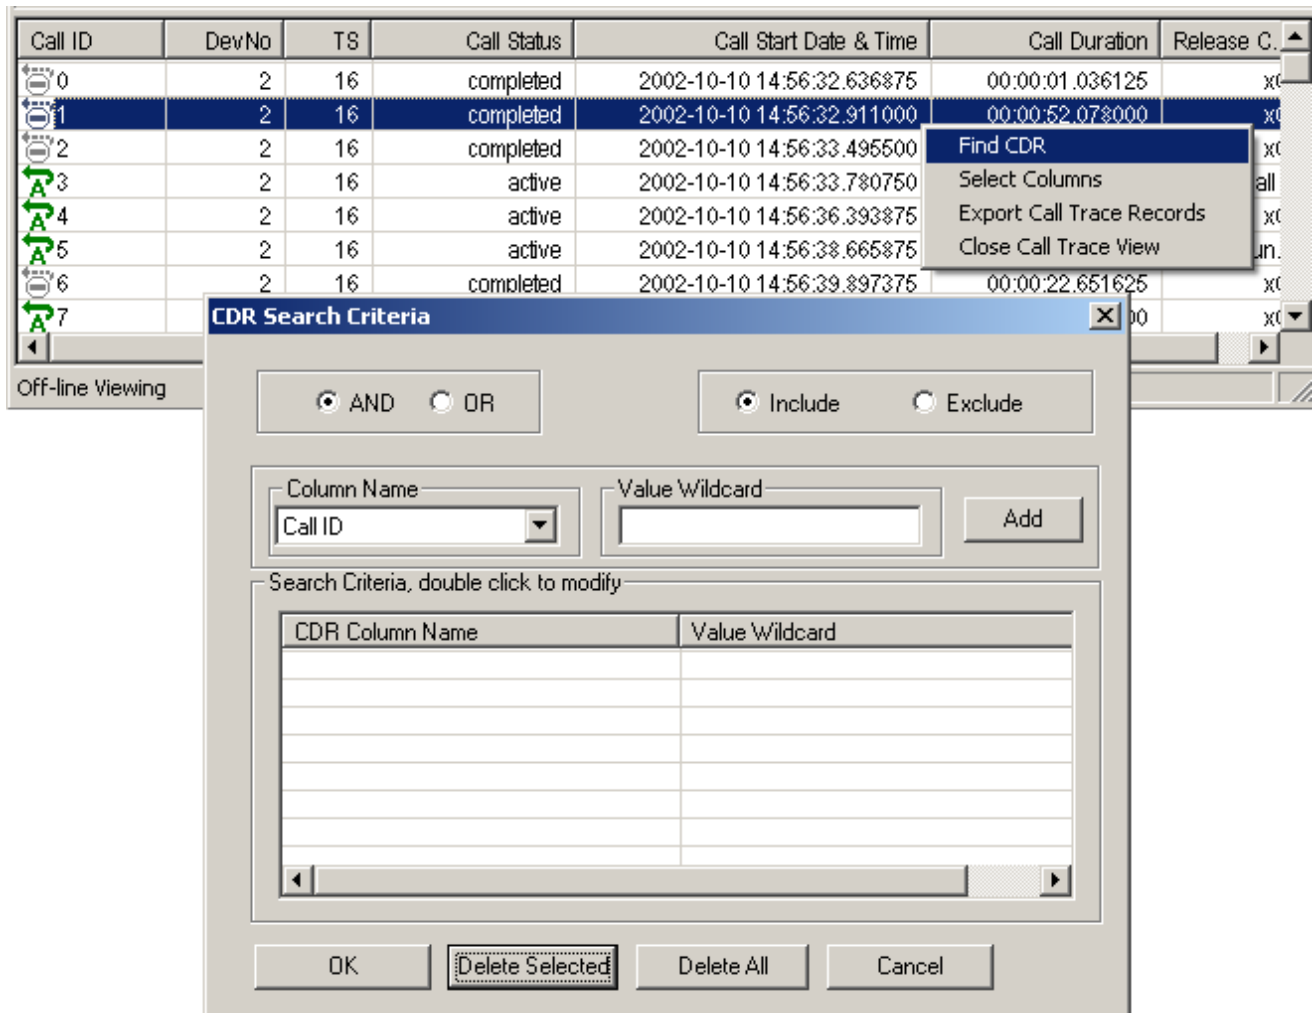 Call ID DevNo TS Call Status Call Start Date & Time Call Duration Release C...
0 2 16 completed 2002-10-10 14:56:32.636875 00:00:01.036125
1 2 16 completed 2002-10-10 14:56:32.911000 00:00:52.078000
2 2 16 completed 2002-10-10 14:56:33.495500
3 2 16 active 2002-10-10 14:56:33.780750 all
4 2 16 active 2002-10-10 14:56:36.393875
5 2 16 active 2002-10-10 14:56:38.665875
6 2 16 completed 2002-10-10 14:56:39.897375 00:00:22.651625
7
Find CDR
Select Columns
Export Call Trace Records
Close Call Trace View
Off-line Viewing
CDR Search Criteria
AND OR Include Exclude
Column Name Value Wildcard
Call ID Add
Search Criteria, double click to modify
CDR Column Name Value Wildcard
OK Delete Selected Delete All Cancel